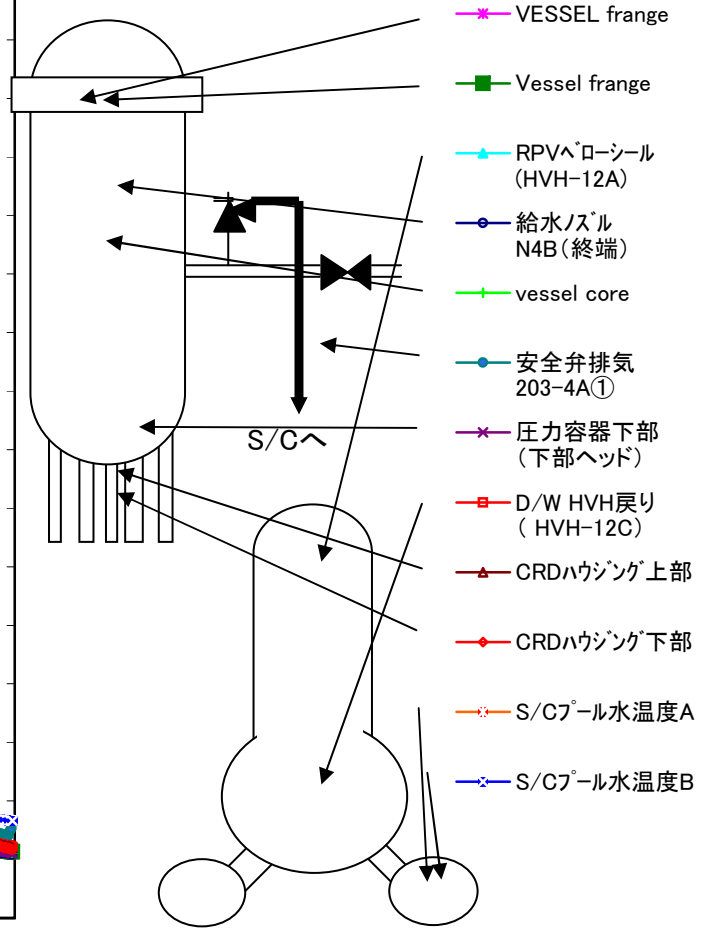 VESSEL frange
Vessel frange
RPVベローシール
(HVH-12A)
給水ノズル
N4B(終端)
vessel core
安全弁排気
203-4A①
圧力容器下部
(下部ヘッド)
D/W HVH戻り
( HVH-12C)
CRDハウジング上部
CRDハウジング下部
S/Cプール水温度A
S/Cプール水温度B
S/Cへ